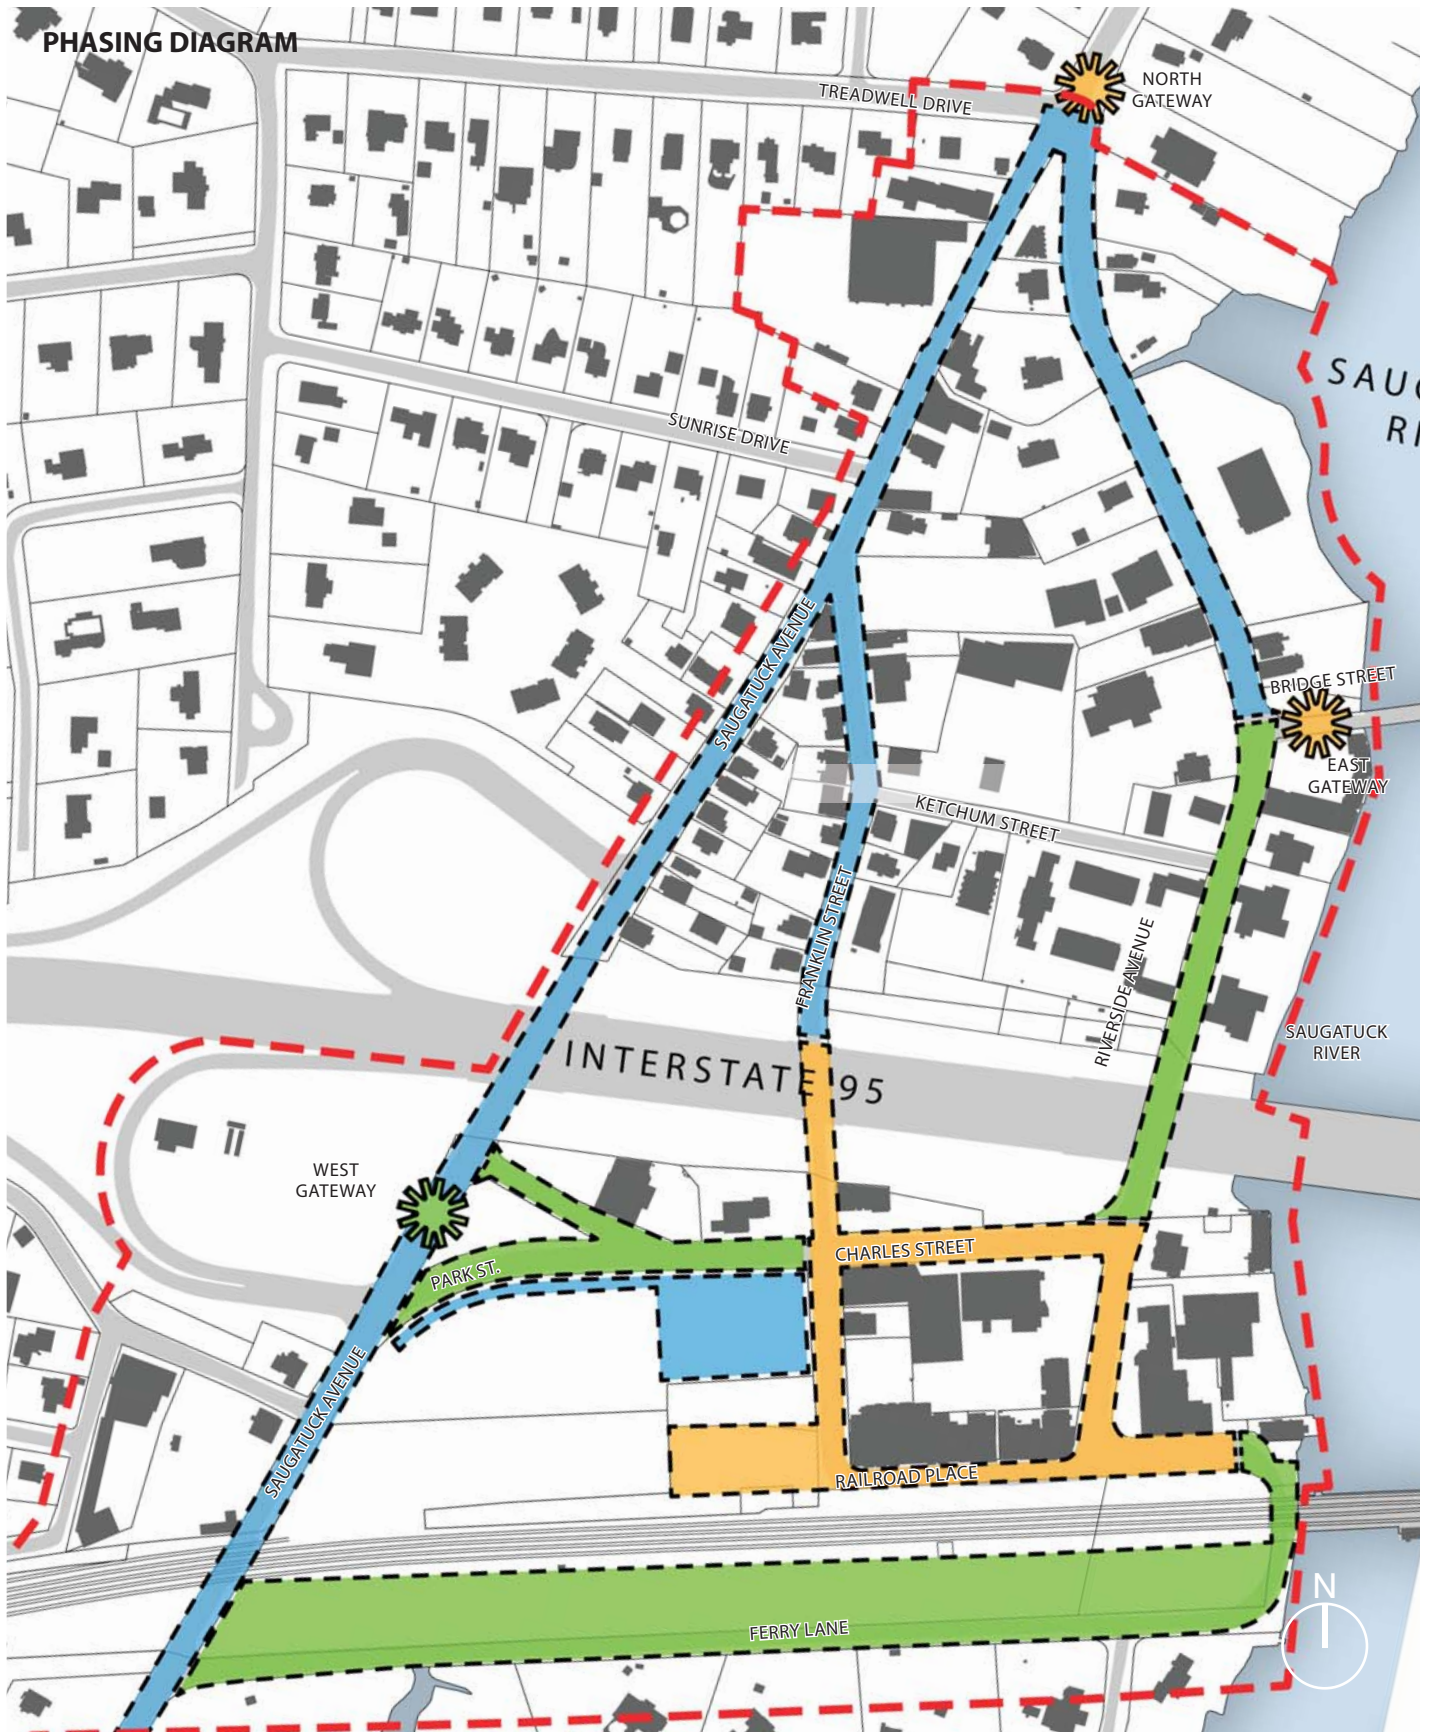 PHASING DIAGRAM
NORTH
GATEWAY
TREADWELL DRIVE
SAUG
RI
SUNRISE DRIVE
SAUGATUCK AVENUE
BRIDGE STREET
EAST
GATEWAY
KETCHUM STREET
FRANKLIN STREET
RIVERSIDE AVENUE
SAUGATUCK
RIVER
INTERSTATE 95
WEST
GATEWAY
CHARLES STREET
PARK ST.
SAUGATUCK AVENUE
RAILROAD PLACE
FERRY LANE
N